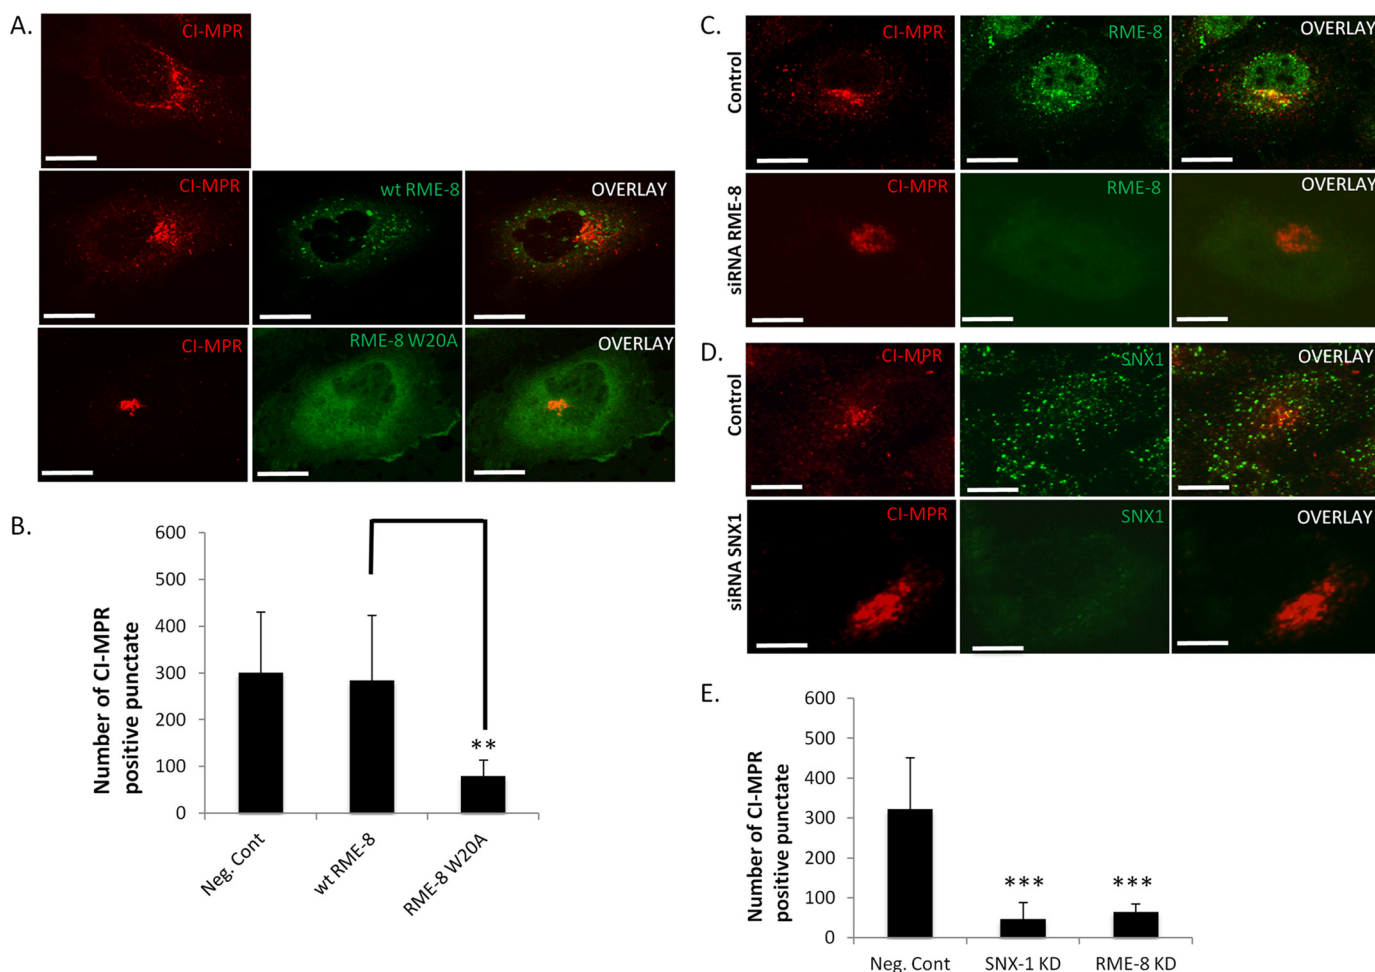 A.
CI-MPR
CI-MPR
wt RME-8
OVERLAY
CI-MPR
RME-8 W20A
OVERLAY
B.
Number of CI-MPR
positive punctate
600
500
400
300
200
100
0
**
Neg. Cont
wt RME-8
RME-8 W20A
C.
Control
CI-MPR
RME-8
OVERLAY
siRNA RME-8
CI-MPR
RME-8
OVERLAY
D.
Control
CI-MPR
SNX1
OVERLAY
siRNA SNX1
CI-MPR
SNX1
OVERLAY
E.
Number of CI-MPR
positive punctate
600
500
400
300
200
100
0
***
***
Neg. Cont
SNX-1 KD
RME-8 KD